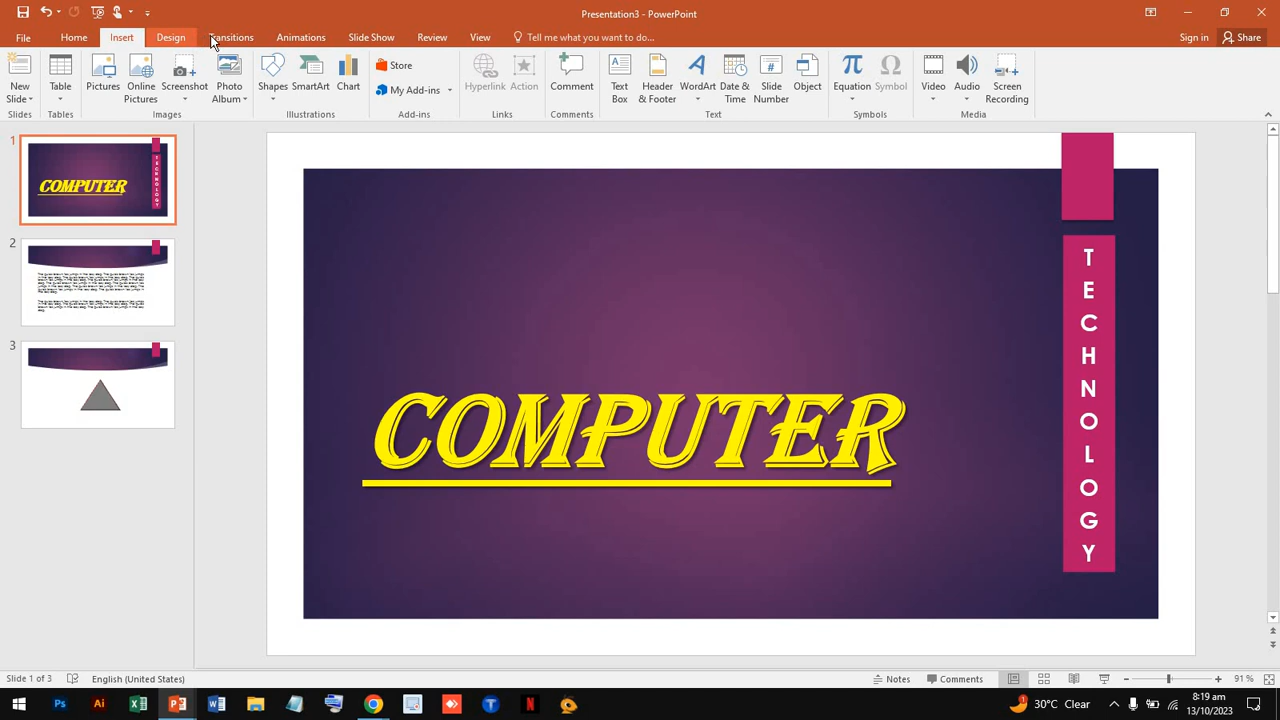 Presentation3 - PowerPoint
File Home Insert Design Transitions Animations Slide Show Review View Tell me what you want to do... Sign in Share
New Slide Table Pictures Online Pictures Screenshot Photo Album Shapes SmartArt Chart Store My Add-ins Hyperlink Action Comment Text Box Header & Footer WordArt Date & Time Slide Number Object Equation Symbol Video Audio Screen Recording
Slides Tables Images Illustrations Add-ins Links Comments Text Symbols Media
1
COMPUTER
TECHNOLOGY
2
3
COMPUTER
T
E
C
H
N
O
L
O
G
Y
Slide 1 of 3 English (United States) Notes Comments 91 %
Ps Ai 30°C Clear 8:19 am
13/10/2023